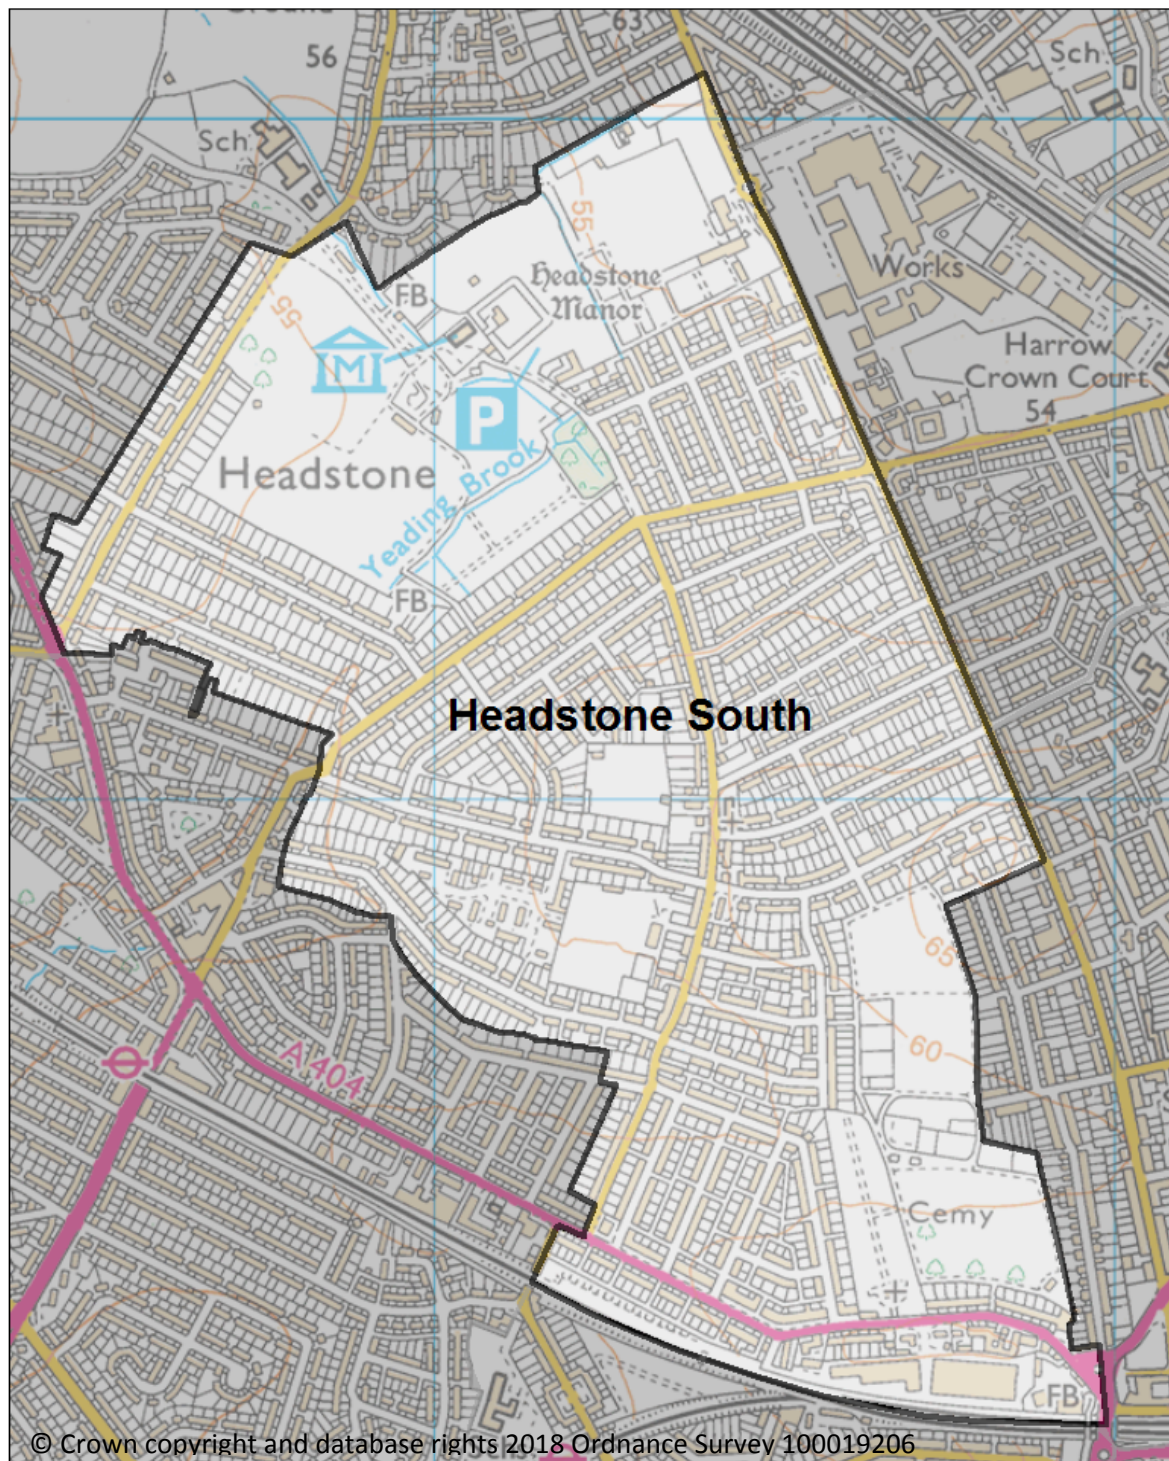 63
56
Sch
Sch
55
Headstone
Manor
Works
FB
55
M
Harrow
Crown Court
54
P
Headstone
Yeading Brook
FB
Headstone South
65
60
A 404
Cemy
FB
© Crown copyright and database rights 2018 Ordnance Survey 100019206